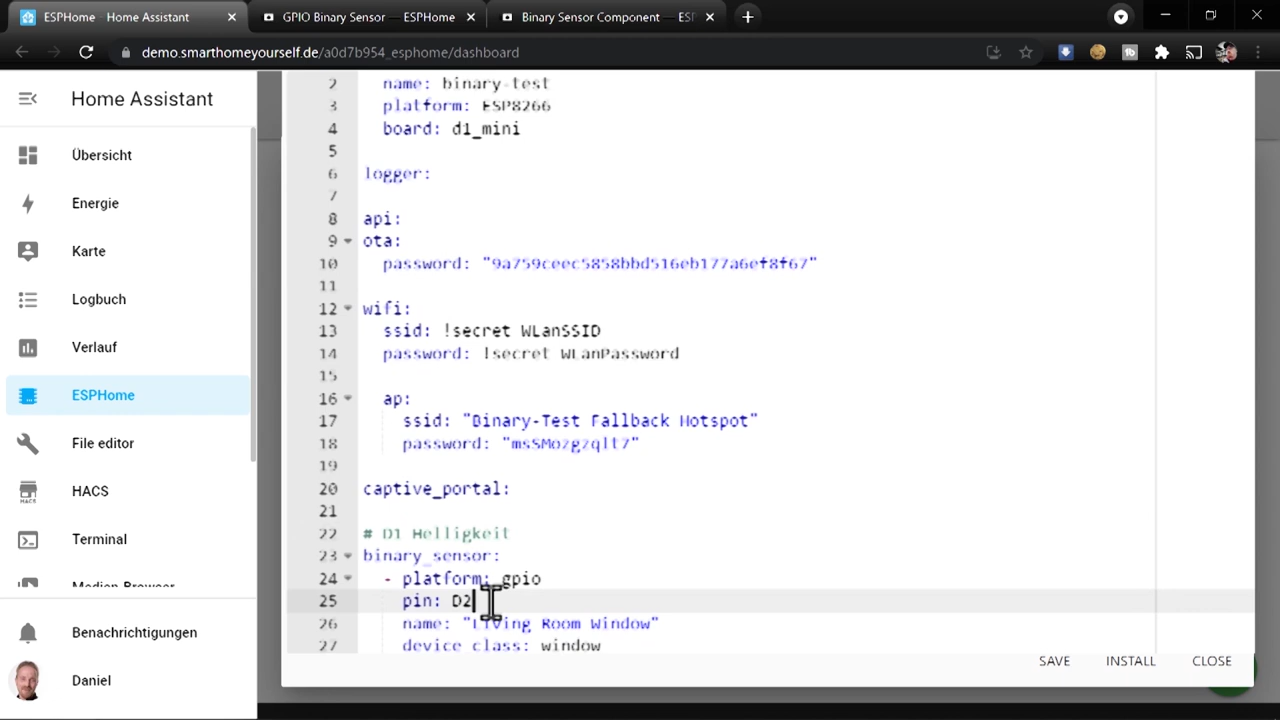 ESPHome - Home Assistant
GPIO Binary Sensor — ESPHome
Binary Sensor Component — ESP
demo.smarthomeyourself.de/a0d7b954_esphome/dashboard
Home Assistant
Übersicht
Energie
Karte
Logbuch
Verlauf
ESPHome
File editor
HACS
HACS
Terminal
Medien-Browser
Benachrichtigungen
Daniel
2 name: binary-test
3 platform: ESP8266
4 board: d1_mini
5
6 logger:
7
8 api:
9 ota:
10 password: "9a759ceec5858bbd516eb177a6ef8f67"
11
12 wifi:
13 ssid: !secret WLanSSID
14 password: !secret WLanPassword
15
16 ap:
17 ssid: "Binary-Test Fallback Hotspot"
18 password: "msSMozgzqlt7"
19
20 captive_portal:
21
22 # D1 Helligkeit
23 binary_sensor:
24 - platform: gpio
25 pin: D2
26 name: "Living Room Window"
27 device_class: window
SAVE INSTALL CLOSE